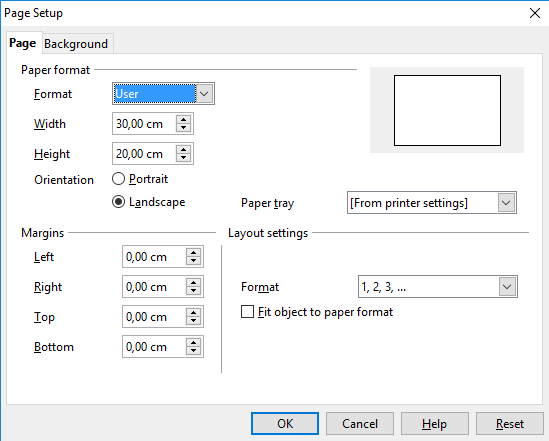 Page Setup
Page Background
Paper format
Format User
Width 30,00 cm
Height 20,00 cm
Orientation Portrait
Landscape Paper tray [From printer settings]
Margins Layout settings
Left 0,00 cm
Right 0,00 cm Format 1, 2, 3, ...
Top 0,00 cm Fit object to paper format
Bottom 0,00 cm
OK Cancel Help Reset